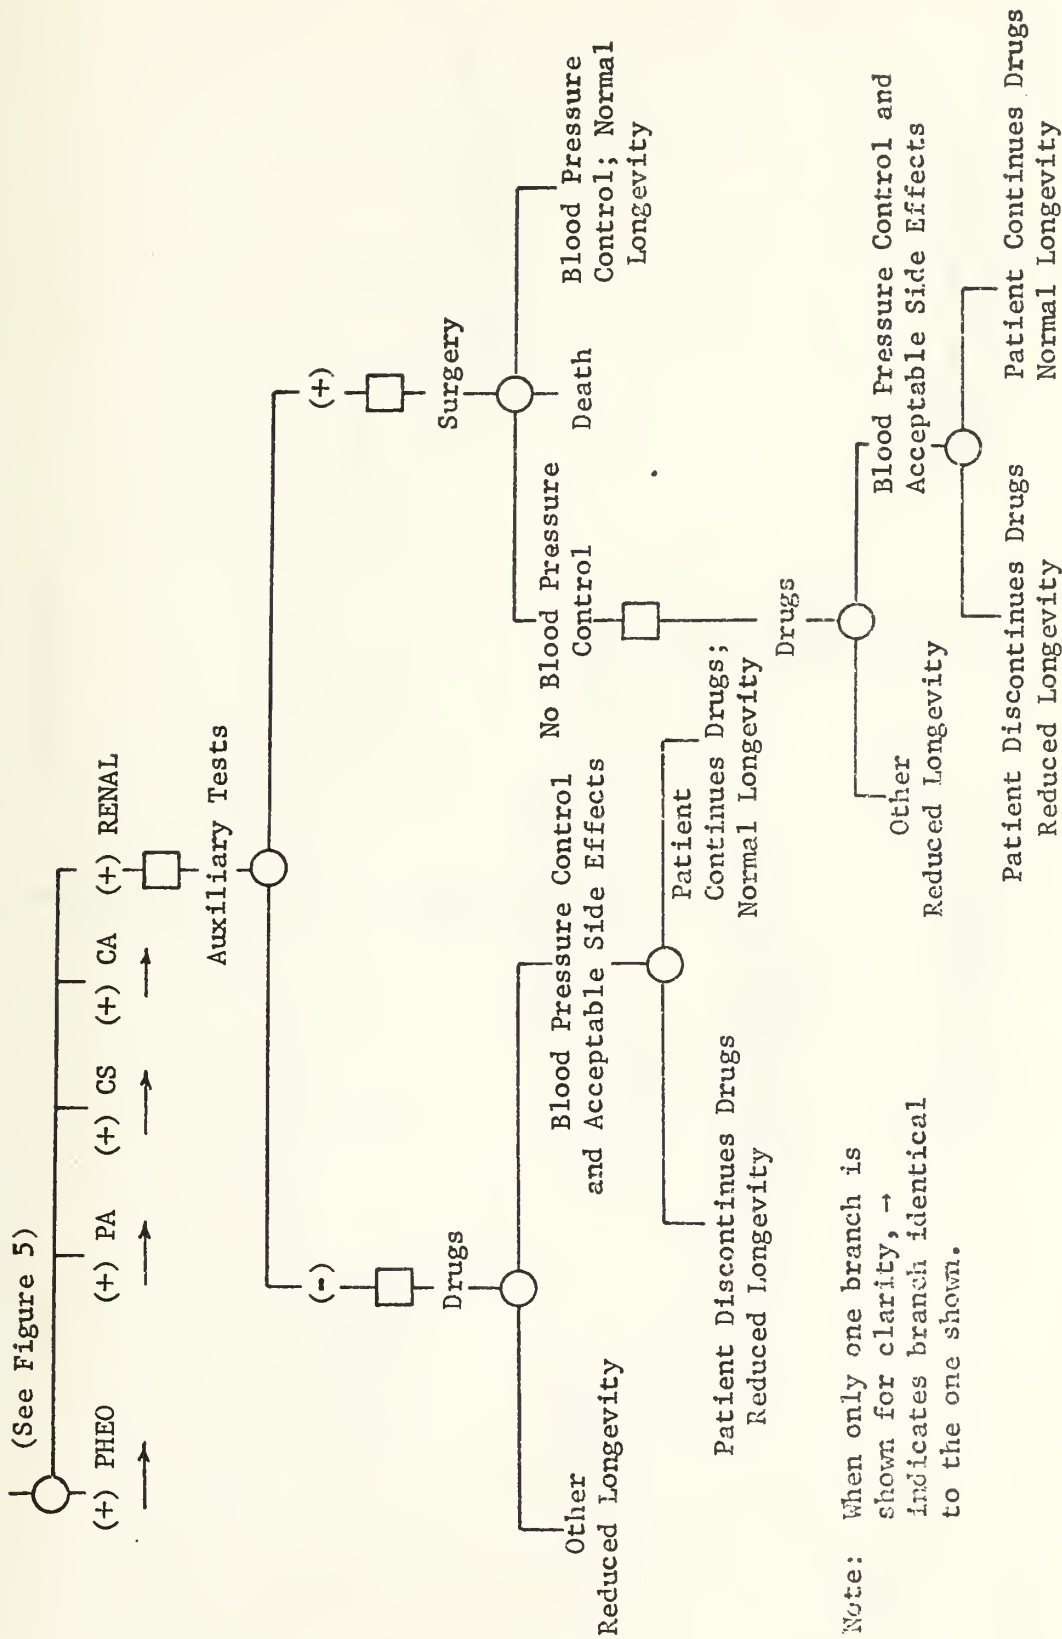 (See Figure 5)
(+) PHEO
(+) PA
(+) CS
(+) CA
(+) RENAL
Auxiliary Tests
(-)
(+)
Drugs
Surgery
Other
Reduced Longevity
Blood Pressure Control
and Acceptable Side Effects
No Blood Pressure
Control
Death
Blood Pressure
Control; Normal
Longevity
Patient Discontinues Drugs
Reduced Longevity
Patient
Continues Drugs;
Normal Longevity
Drugs
Other
Reduced Longevity
Blood Pressure Control and
Acceptable Side Effects
Patient Discontinues Drugs
Reduced Longevity
Patient Continues Drugs
Normal Longevity
Note: When only one branch is
shown for clarity, →
indicates branch identical
to the one shown.